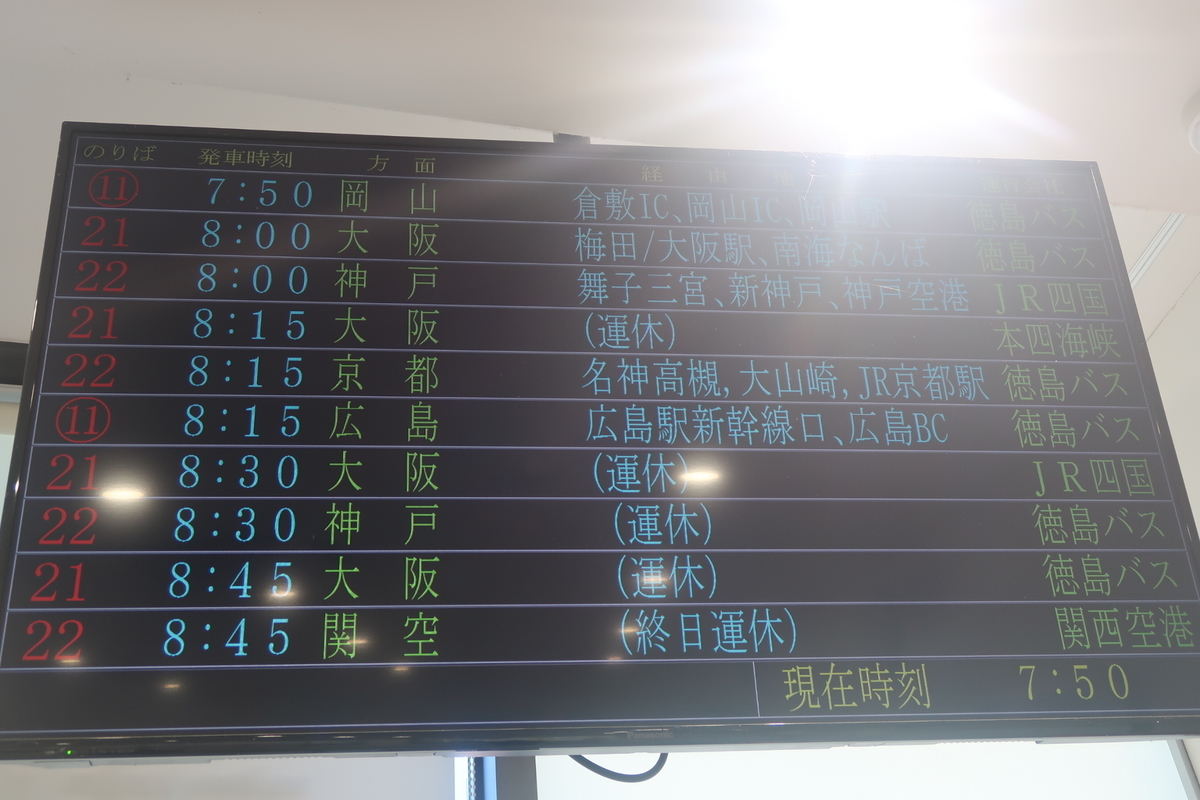 のりば 発車時刻 方面 経由
⑪ 7:50 岡山 倉敷IC、岡山IC、岡山駅 徳島バス
21 8:00 大阪 梅田/大阪駅、南海なんば 徳島バス
22 8:00 神戸 舞子三宮、新神戸、神戸空港 JR四国
21 8:15 大阪 (運休) 本四海峡
22 8:15 京都 名神高槻,大山崎,JR京都駅 徳島バス
⑪ 8:15 広島 広島駅新幹線口、広島BC 徳島バス
21 8:30 大阪 (運休) JR四国
22 8:30 神戸 (運休) 徳島バス
21 8:45 大阪 (運休) 徳島バス
22 8:45 関空 (終日運休) 関西空港
現在時刻 7:50
Panasonic